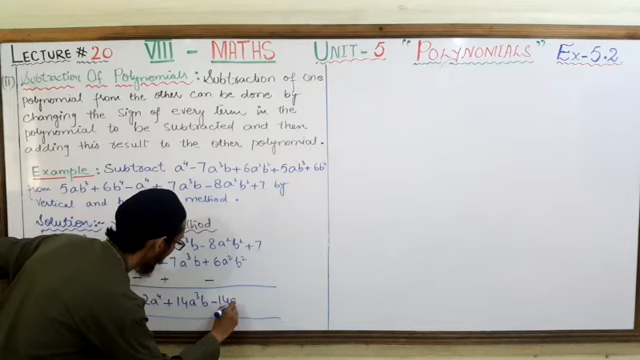 LECTURE # 20 VIII - MATHS UNIT-5 "POLYNOMIALS" Ex-5.2
(ii) Subtraction Of Polynomials : Subtraction of one
polynomial from the other can be done by
changing the sign of every term in the
polynomial to be subtracted and then
adding this result to the other polynomial.
Example : Subtract a⁴-7a³b+6a²b²+5ab³+6b⁴
from 5ab³+6b⁴-a⁴+7a³b-8a²b²+7 by
Vertical and method.
Solution:- method
³b-8a²b²+7
-7a³b+6a²b²
- + -
2a⁴+14a³b-14